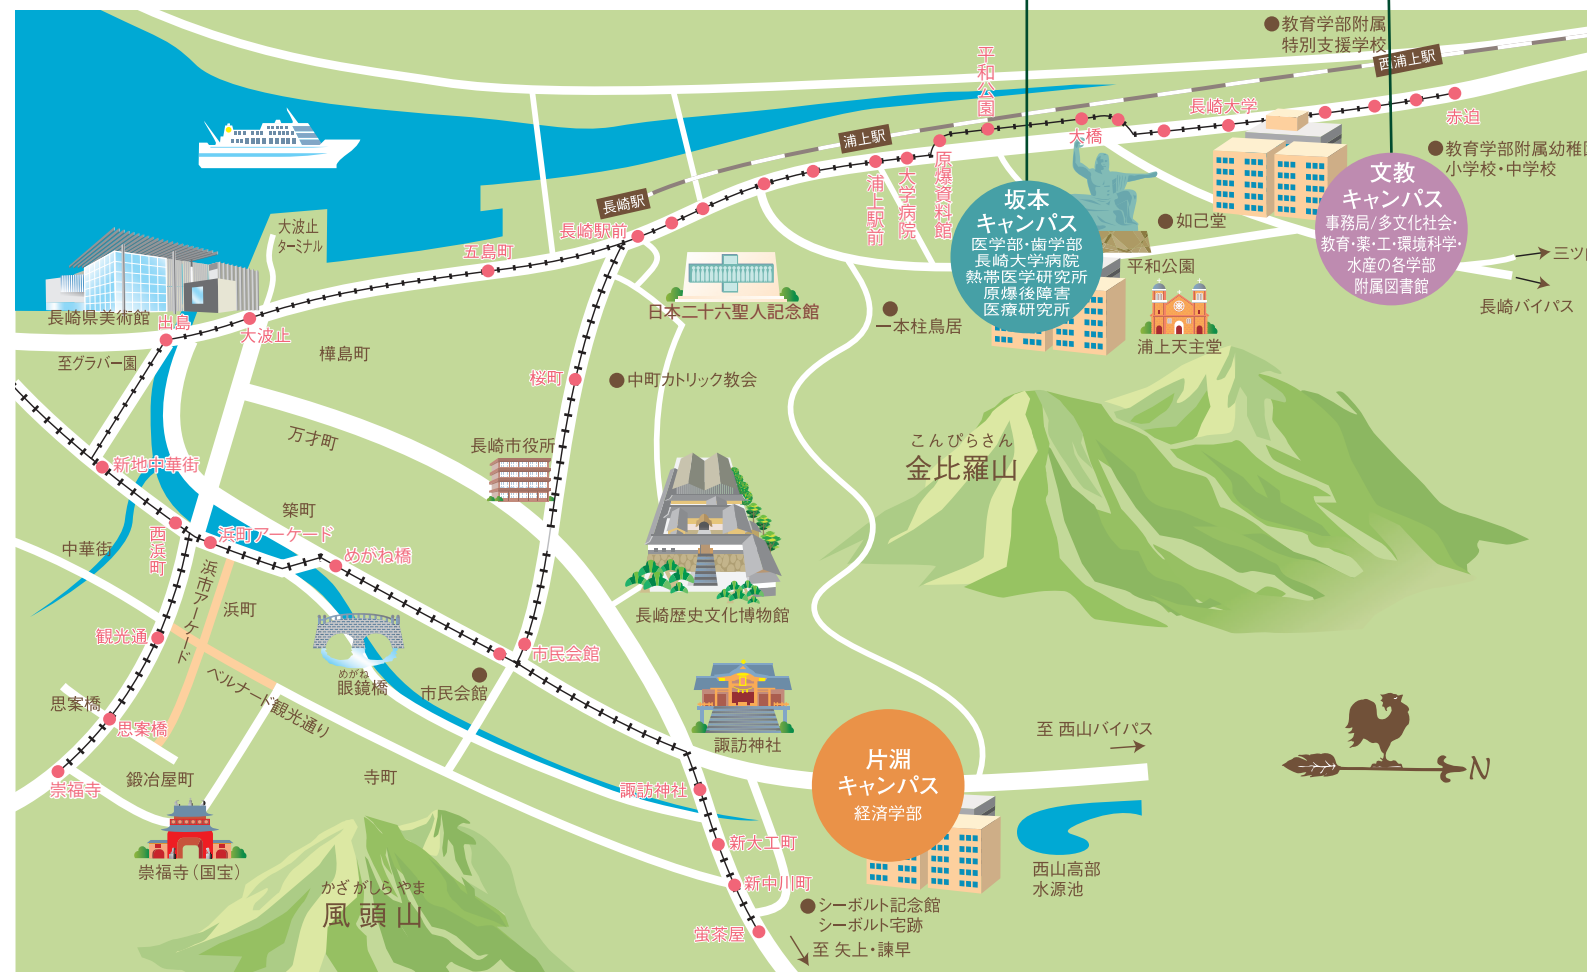 教育学部附属
特別支援学校
西浦上駅
平和公園
長崎大学
赤迫
大橋
浦上駅
原爆資料館
大学病院
浦上駅前
教育学部附属幼稚園
小学校・中学校
文教
キャンパス
事務局/多文化社会・
教育・薬・工・環境科学・
水産の各学部
附属図書館
坂本
キャンパス
医学部・歯学部
長崎大学病院
熱帯医学研究所
原爆後障害
医療研究所
如己堂
平和公園
三ツ
長崎バイパス
浦上天主堂
一本柱鳥居
長崎駅
長崎駅前
大波止
ターミナル
五島町
日本二十六聖人記念館
長崎県美術館
出島
大波止
至グラバー園
樺島町
桜町
中町カトリック教会
万才町
長崎市役所
こんぴらさん
金比羅山
新地中華街
築町
西浜町
浜町アーケード
中華街
めがね橋
浜市アーケード
浜町
長崎歴史文化博物館
観光通
市民会館
めがね
眼鏡橋
市民会館
ベルナード観光通り
思案橋
思案橋
諏訪神社
至 西山バイパス
N
片淵
キャンパス
経済学部
鍛冶屋町
寺町
崇福寺
諏訪神社
新大工町
崇福寺(国宝)
西山高部
水源池
新中川町
かざがしらやま
風頭山
シーボルト記念館
シーボルト宅跡
蛍茶屋
至 矢上・諫早